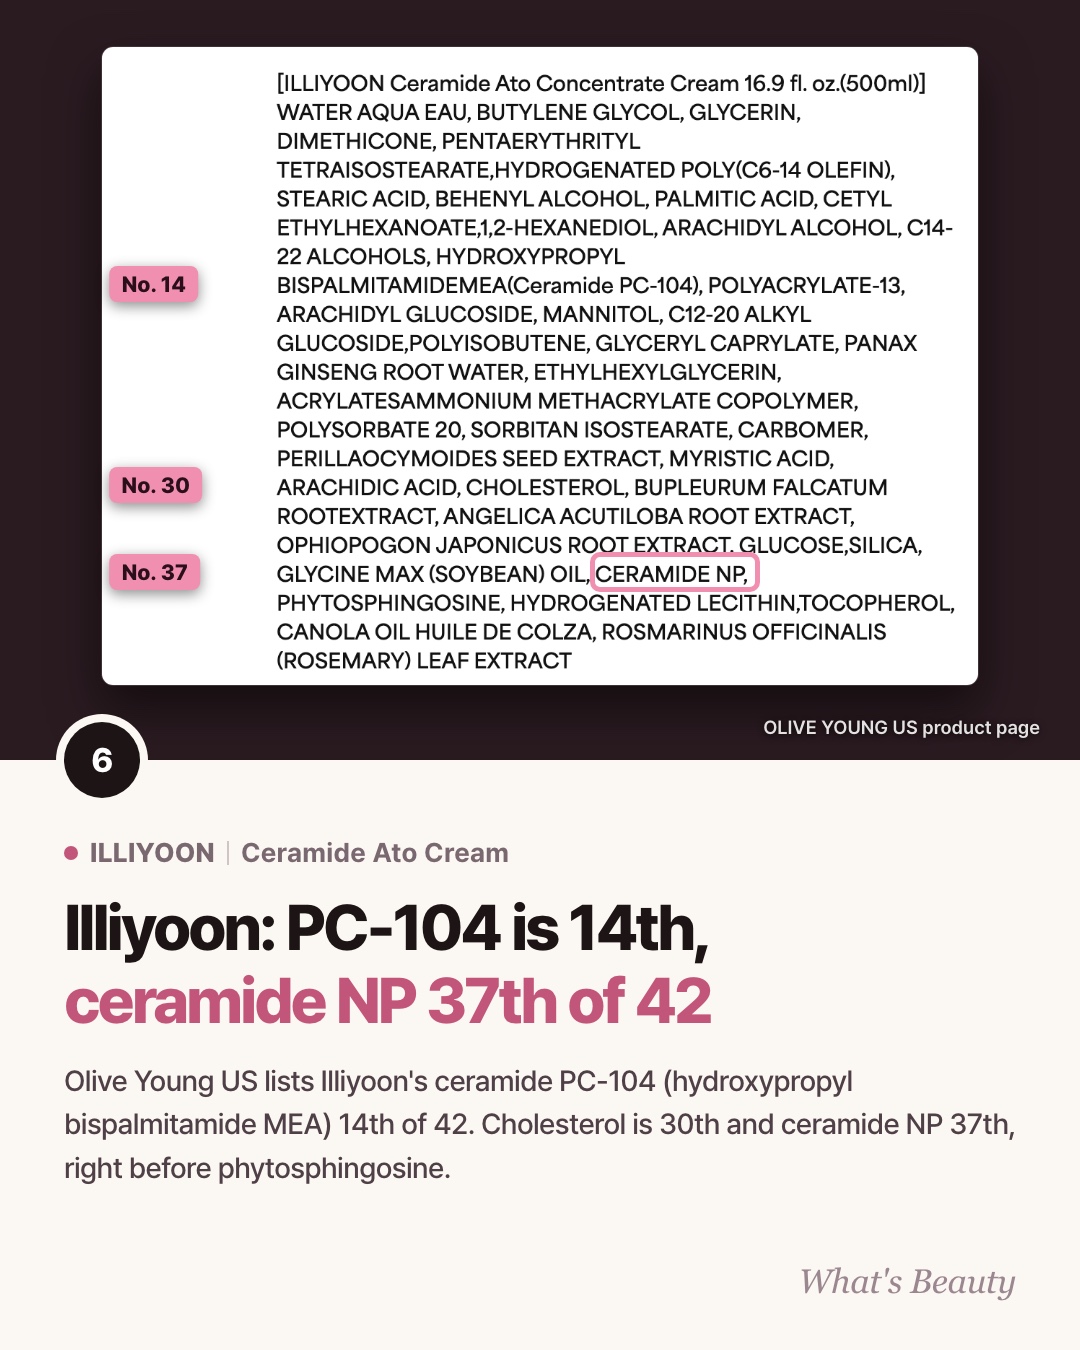 [ILLIYOON Ceramide Ato Concentrate Cream 16.9 fl. oz.(500ml)]
WATER AQUA EAU, BUTYLENE GLYCOL, GLYCERIN,
DIMETHICONE, PENTAERYTHRITYL
TETRAISOSTEARATE,HYDROGENATED POLY(C6-14 OLEFIN),
STEARIC ACID, BEHENYL ALCOHOL, PALMITIC ACID, CETYL
ETHYLHEXANOATE,1,2-HEXANEDIOL, ARACHIDYL ALCOHOL, C14-
22 ALCOHOLS, HYDROXYPROPYL
No. 14
BISPALMITAMIDEMEA(Ceramide PC-104), POLYACRYLATE-13,
ARACHIDYL GLUCOSIDE, MANNITOL, C12-20 ALKYL
GLUCOSIDE,POLYISOBUTENE, GLYCERYL CAPRYLATE, PANAX
GINSENG ROOT WATER, ETHYLHEXYLGLYCERIN,
ACRYLATESAMMONIUM METHACRYLATE COPOLYMER,
POLYSORBATE 20, SORBITAN ISOSTEARATE, CARBOMER,
PERILLAOCYMOIDES SEED EXTRACT, MYRISTIC ACID,
No. 30
ARACHIDIC ACID, CHOLESTEROL, BUPLEURUM FALCATUM
ROOTEXTRACT, ANGELICA ACUTILOBA ROOT EXTRACT,
OPHIOPOGON JAPONICUS ROOT EXTRACT, GLUCOSE,SILICA,
No. 37
GLYCINE MAX (SOYBEAN) OIL, CERAMIDE NP,
PHYTOSPHINGOSINE, HYDROGENATED LECITHIN,TOCOPHEROL,
CANOLA OIL HUILE DE COLZA, ROSMARINUS OFFICINALIS
(ROSEMARY) LEAF EXTRACT
OLIVE YOUNG US product page
6
ILLIYOON | Ceramide Ato Cream
Illiyoon: PC-104 is 14th,
ceramide NP 37th of 42
Olive Young US lists Illiyoon's ceramide PC-104 (hydroxypropyl
bispalmitamide MEA) 14th of 42. Cholesterol is 30th and ceramide NP 37th,
right before phytosphingosine.
What's Beauty